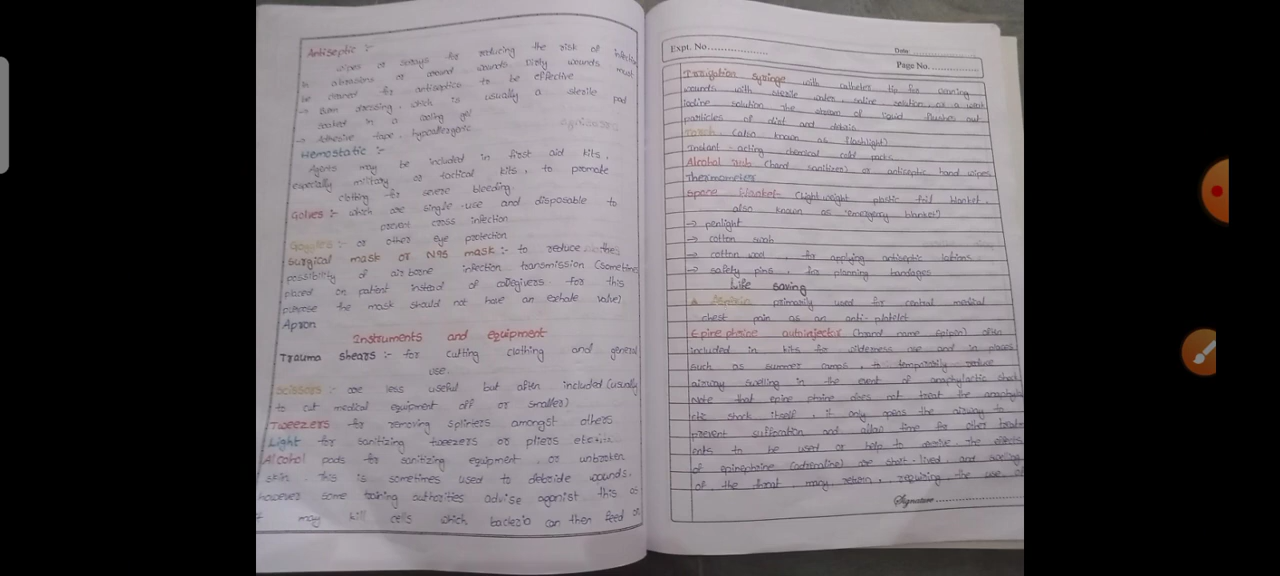 Antiseptic :-
wipes or sprays for reducing the risk of infection
in abrasions or around wounds. Dirty wounds must
be cleaned for antiseptics to be effective
→ Burn dressing, which is usually a sterile pad
soaked in a cooling gel
→ Adhesive tape, hypoallergenic
Hemostatic :-
Agents may be included in first aid kits,
especially military or tactical kits, to promote
clotting for severe bleeding.
Golves :- which are single-use and disposable to
prevent cross infection
Goggles :- or other eye protection
Surgical mask or N95 mask :- to reduce the
possibility of air borne infection transmission (sometime
placed on patient instead of caregivers for this
purpose the mask should not have an exhale valve)
Apron
Instruments and equipment
Trauma shears :- for cutting clothing and general
use.
Scissors :- are less useful but often included (usually
to cut medical equipment off or smaller)
Tweezers for removing splinters amongst others
Light for sanitizing tweezers or pliers etc
Alcohol pads for sanitizing equipment, or unbroken
skin. This is sometimes used to debride wounds,
however some training authorities advise aganist this as
it may kill cells which bacteria can then feed on
Expt. No.
Date
Page No.
Irrigation syringe with catheter tip for cleaning
wounds with sterile water, saline solution, or a weak
iodine solution The stream of liquid flushes out
particles of dirt and debris
Torch (also known as flashlight)
Instant-acting chemical cold packs
Alcohol rub (hand sanitizer) or antiseptic hand wipes
Thermometers
Space blanket (lightweight plastic foil blanket,
also known as "emergency blanket")
→ penlight
→ cotton swab
→ cotton wool, for applying antiseptic lotions.
→ safety pins, for pinning bandages
Life saving
primarily used for central medical
chest pain as an anti-platelet
Epinephrine autoinjector (brand name Epipen) often
included in kits for wilderness use and in places
such as summer camps, to temporarily reduce
airway swelling in the event of anaphylactic shock
Note that epine phrine does not treat the anaphyla
ctic shock itself, it only opens the airway to
prevent suffocation and allow time for other treatm
ents to be used or help to arrive. The effects
of epinephrine (adrenaline) are short-lived, and swelling
of the throat may return, requiring the use of
Signature